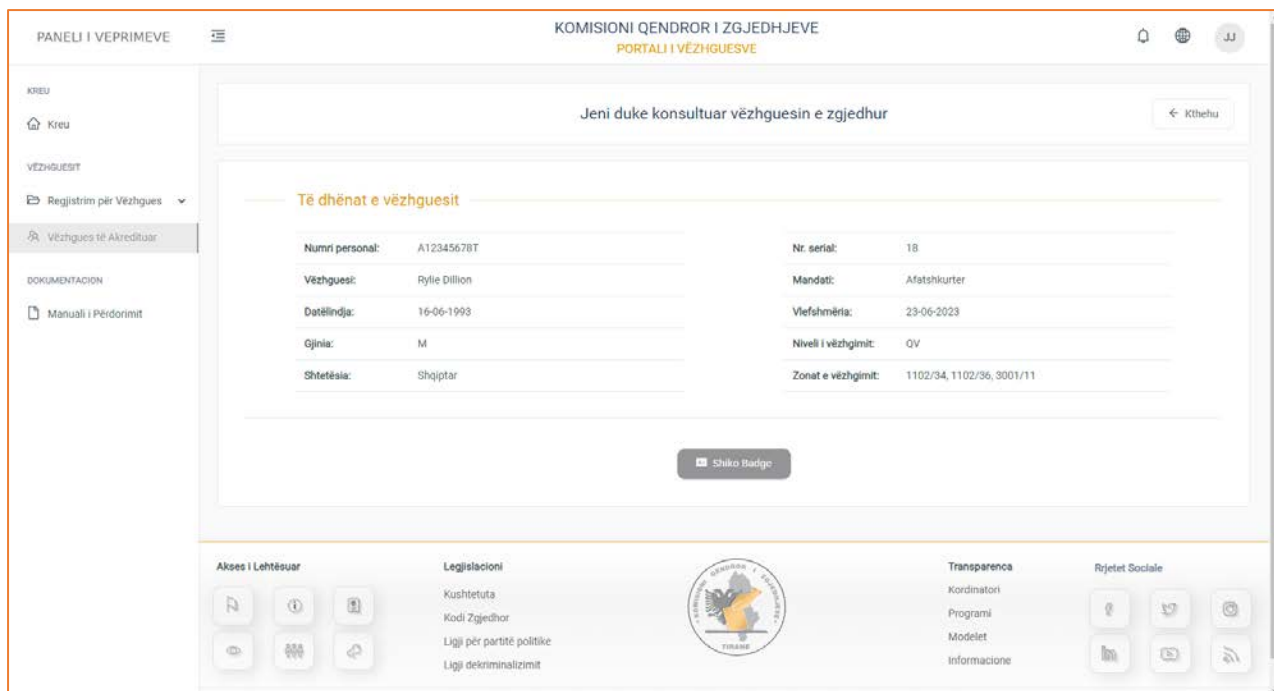 PANELI I VEPRIMEVE
KOMISIONI QENDROR I ZGJEDHJEVE
PORTALI I VËZHGUESVE
JJ
KREU
Kreu
VËZHGUESIT
Regjistrim për Vëzhgues
Vëzhgues të Akredituar
DOKUMENTACION
Manuali i Përdorimit
Jeni duke konsultuar vëzhguesin e zgjedhur
Kthehu
Të dhënat e vëzhguesit
Numri personal: A12345678T
Vëzhguesi: Rylie Dillion
Datëlindja: 16-06-1993
Gjinia: M
Shtetësia: Shqiptar
Nr. serial: 18
Mandati: Afatshkurter
Vlefshmëria: 23-06-2023
Niveli i vëzhgimit: QV
Zonat e vëzhgimit: 1102/34, 1102/36, 3001/11
Shiko Badge
Akses i Lehtësuar
Legjislacioni
Kushtetuta
Kodi Zgjedhor
Ligji për partitë politike
Ligji dekriminalizimit
KOMISIONI QENDROR I ZGJEDHJEVE
TIRANE
Transparenca
Kordinatori
Programi
Modelet
Informacione
Rrjetet Sociale